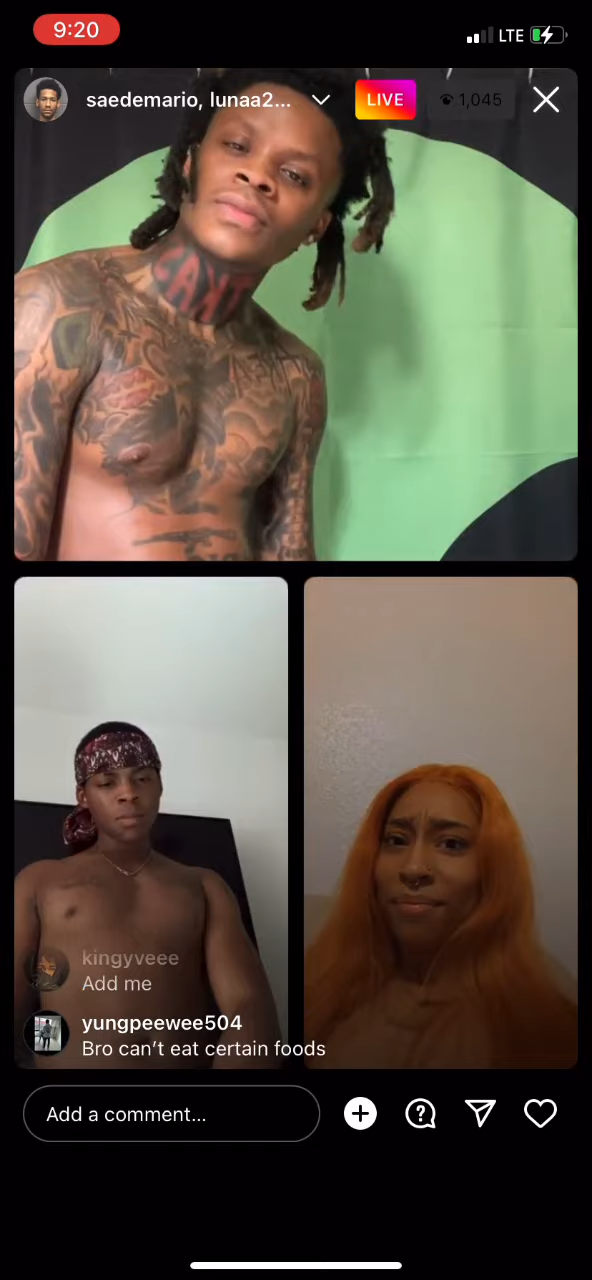 9:20
LTE
saedemario, lunaa2...
LIVE
1,045
kingyveee
Add me
yungpeewee504
Bro can't eat certain foods
Add a comment...